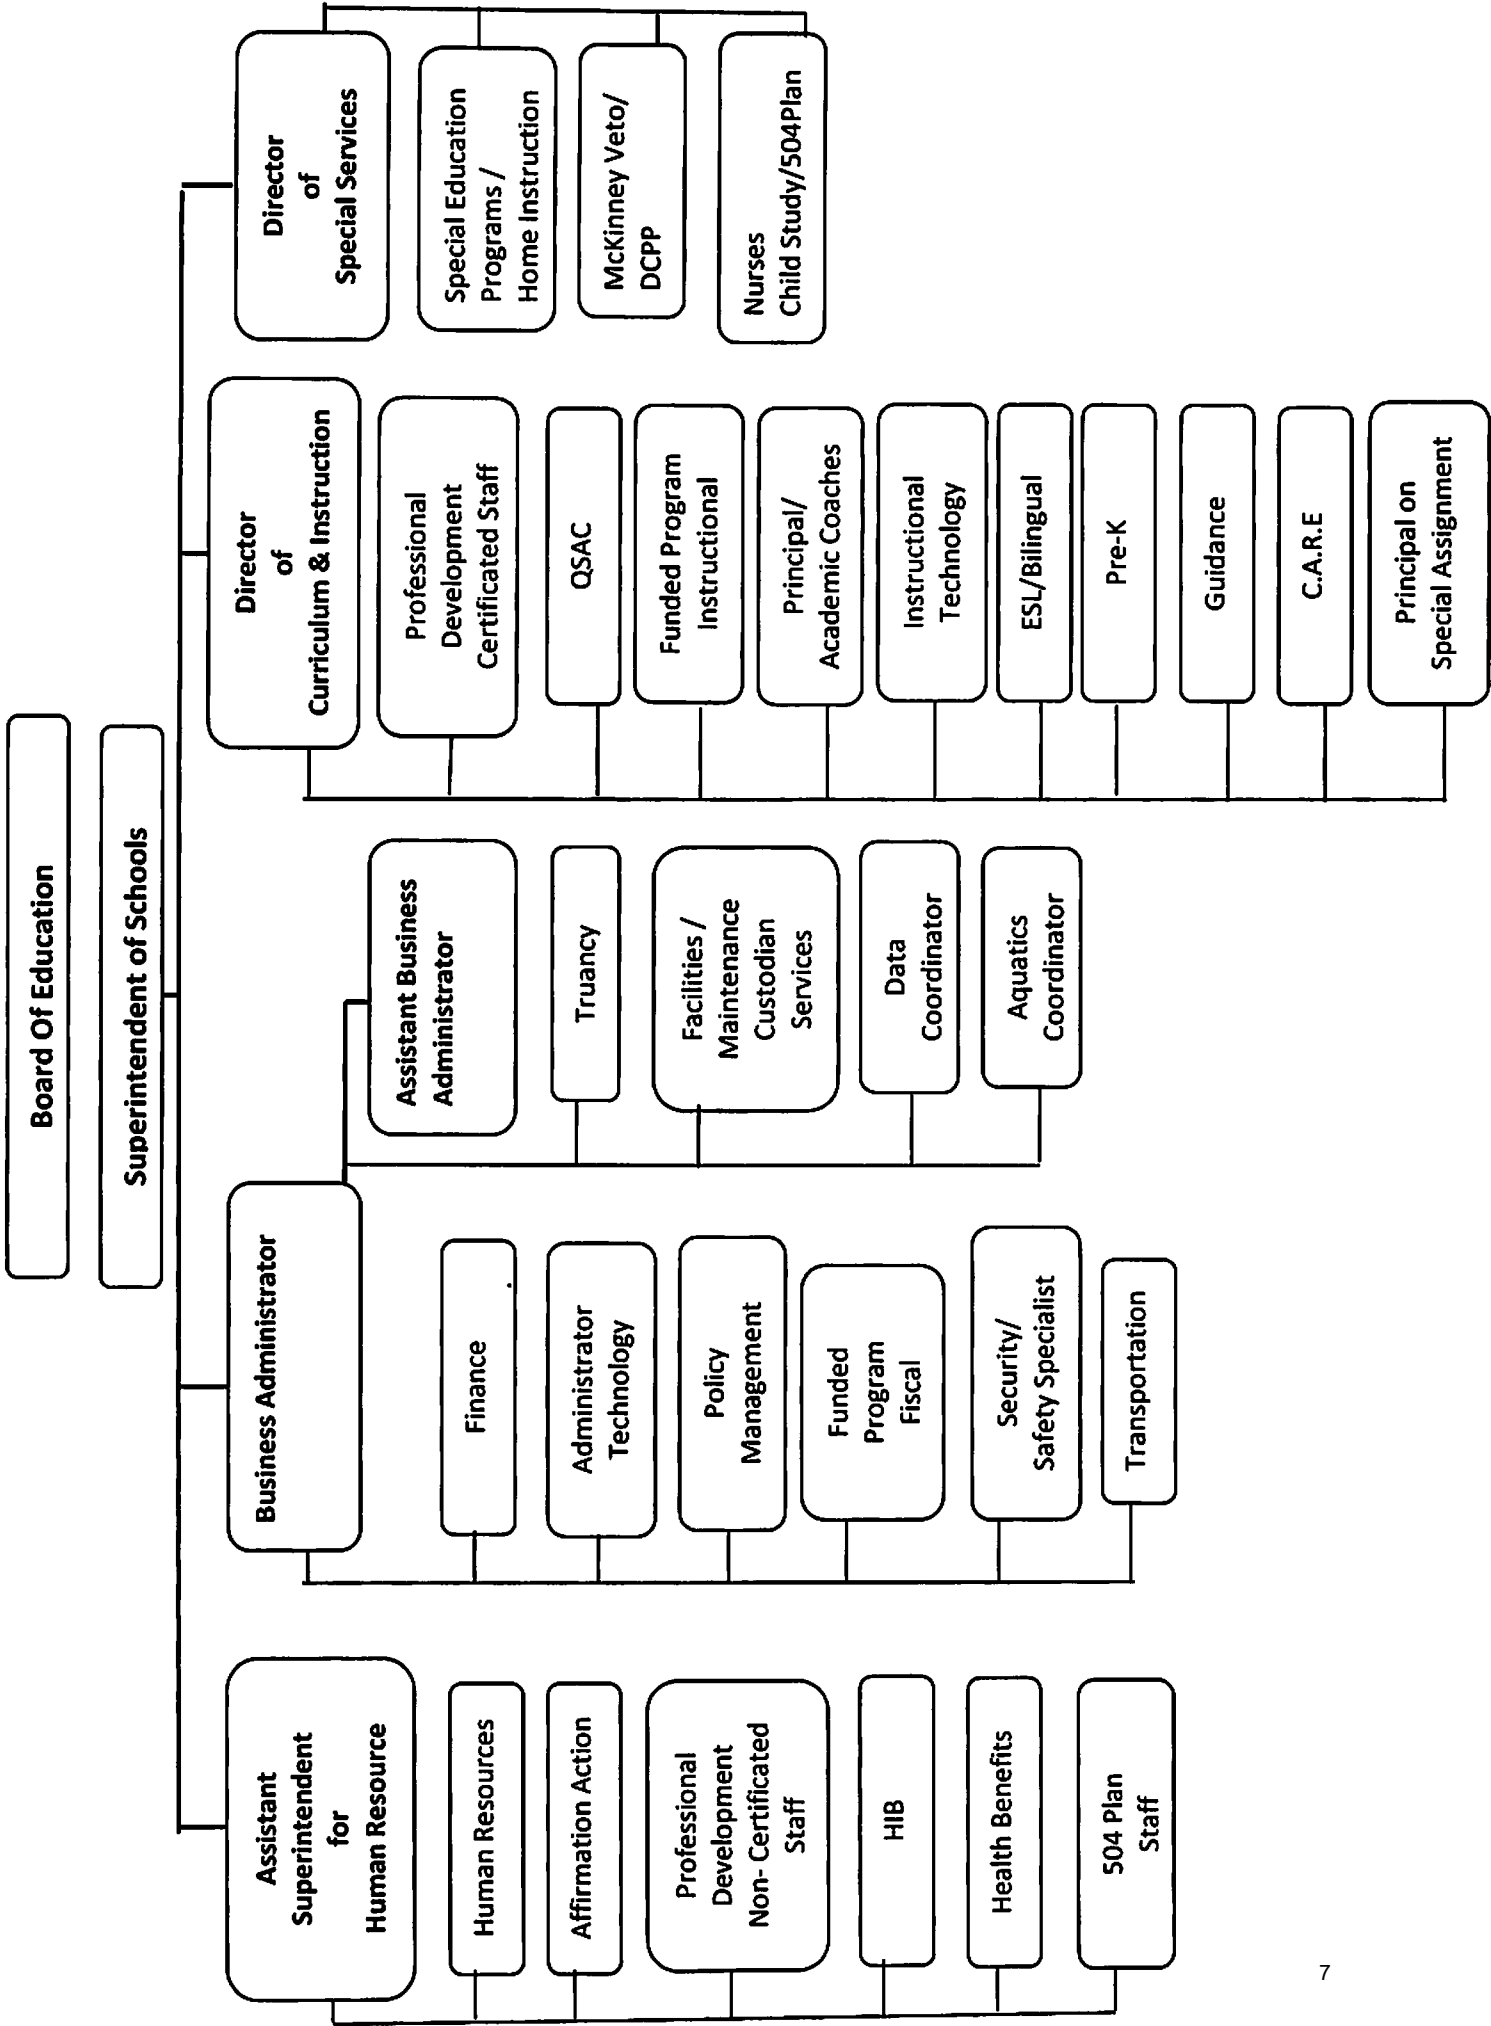 Board Of Education
Superintendent of Schools
Assistant
Superintendent
for
Human Resource
Human Resources
Affirmation Action
Professional
Development
Non- Certificated
Staff
HIB
Health Benefits
504 Plan
Staff
Business Administrator
Finance
Administrator
Technology
Policy
Management
Funded
Program
Fiscal
Security/
Safety Specialist
Transportation
Assistant Business
Administrator
Truancy
Facilities /
Maintenance
Custodian
Services
Data
Coordinator
Aquatics
Coordinator
Director
of
Curriculum & Instruction
Professional
Development
Certificated Staff
QSAC
Funded Program
Instructional
Principal/
Academic Coaches
Instructional
Technology
ESL/Bilingual
Pre-K
Guidance
C.A.R.E
Principal on
Special Assignment
Director
of
Special Services
Special Education
Programs /
Home Instruction
McKinney Veto/
DCPP
Nurses
Child Study/504Plan
7